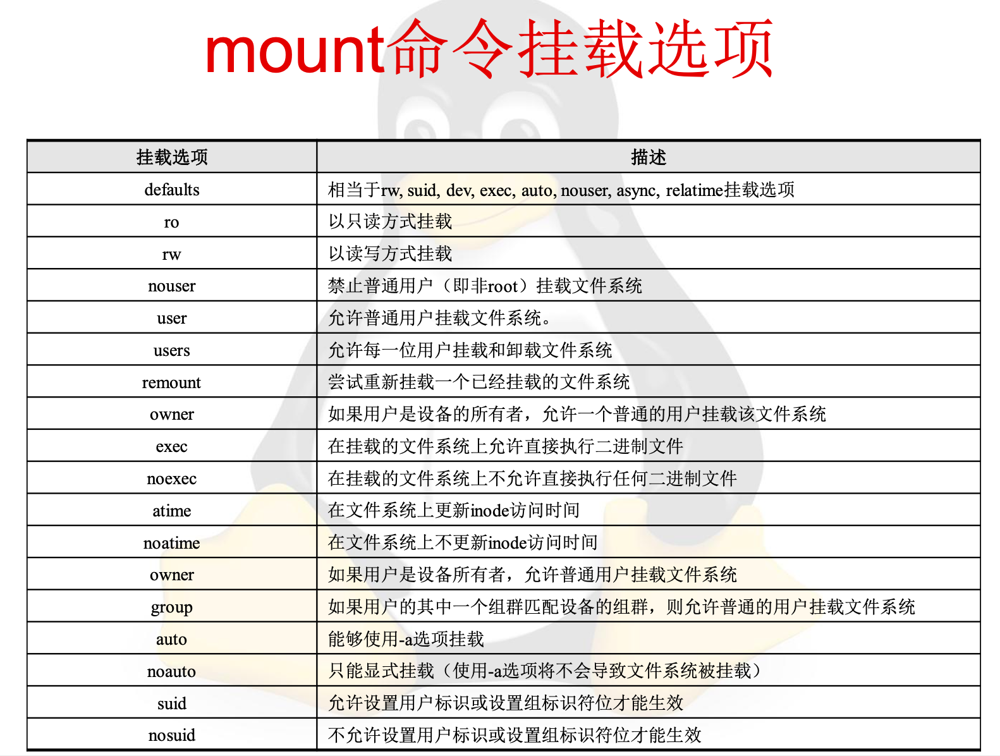 mount命令挂载选项
挂载选项 描述
defaults 相当于rw, suid, dev, exec, auto, nouser, async, relatime挂载选项
ro 以只读方式挂载
rw 以读写方式挂载
nouser 禁止普通用户（即非root）挂载文件系统
user 允许普通用户挂载文件系统。
users 允许每一位用户挂载和卸载文件系统
remount 尝试重新挂载一个已经挂载的文件系统
owner 如果用户是设备的所有者，允许一个普通的用户挂载该文件系统
exec 在挂载的文件系统上允许直接执行二进制文件
noexec 在挂载的文件系统上不允许直接执行任何二进制文件
atime 在文件系统上更新inode访问时间
noatime 在文件系统上不更新inode访问时间
owner 如果用户是设备所有者，允许普通用户挂载文件系统
group 如果用户的其中一个组群匹配设备的组群，则允许普通的用户挂载文件系统
auto 能够使用-a选项挂载
noauto 只能显式挂载（使用-a选项将不会导致文件系统被挂载）
suid 允许设置用户标识或设置组标识符位才能生效
nosuid 不允许设置用户标识或设置组标识符位才能生效